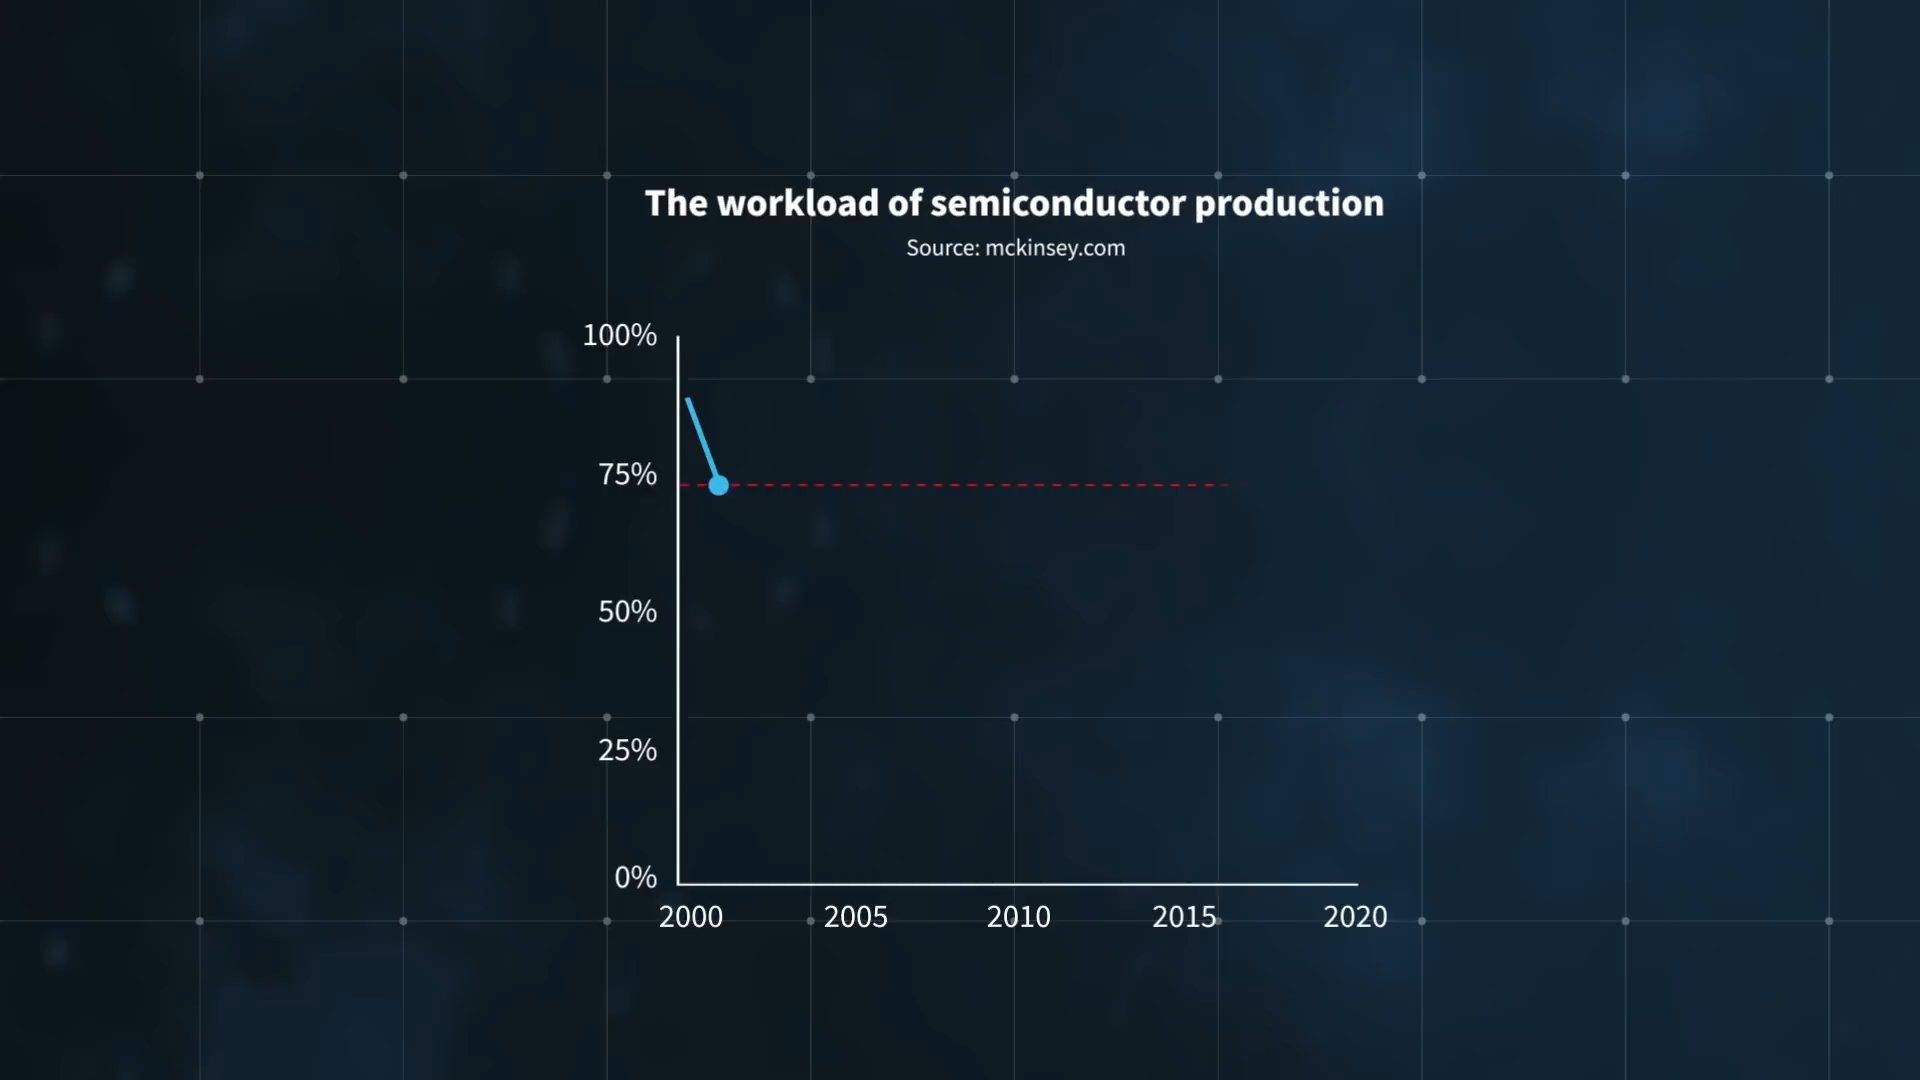 The workload of semiconductor production
Source: mckinsey.com
100%
75%
50%
25%
0%
2000 2005 2010 2015 2020